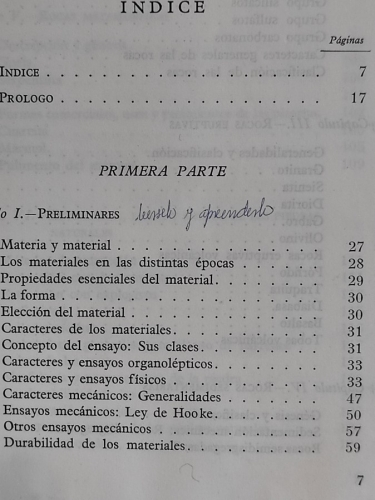 INDICE
Páginas
INDICE . . . . . . . . . . . . . . . . . . . . 7
PROLOGO . . . . . . . . . . . . . . . . . . . 17
PRIMERA PARTE
o I.—PRELIMINARES leerselo y aprenderlo
Materia y material . . . . . . . . . . . . . . 27
Los materiales en las distintas épocas . . . . . 28
Propiedades esenciales del material . . . . . . . 29
La forma . . . . . . . . . . . . . . . . . . 30
Elección del material . . . . . . . . . . . . . 30
Caracteres de los materiales . . . . . . . . . . 31
Concepto del ensayo: Sus clases . . . . . . . . 31
Caracteres y ensayos organolépticos . . . . . . 33
Caracteres y ensayos físicos . . . . . . . . . . 33
Caracteres mecánicos: Generalidades . . . . . . 47
Ensayos mecánicos: Ley de Hooke . . . . . . . 50
Otros ensayos mecánicos . . . . . . . . . . . 57
Durabilidad de los materiales . . . . . . . . . 59
7